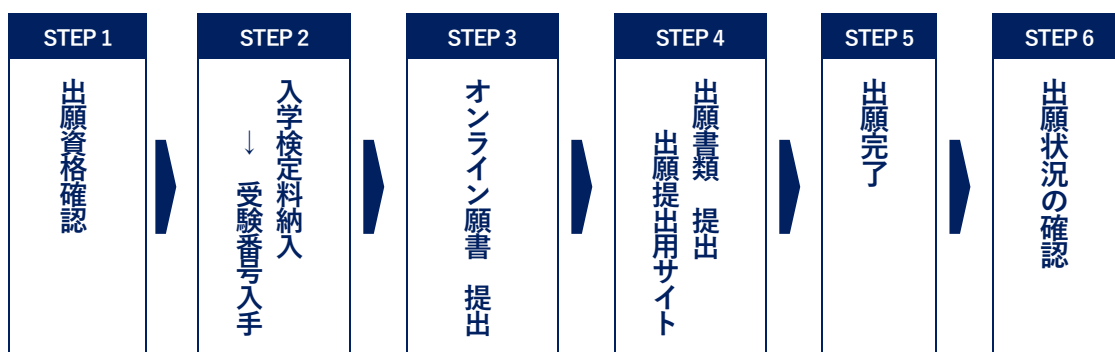 STEP 1
出願資格確認
STEP 2
入学検定料納入
↓ 受験番号入手
STEP 3
オンライン願書 提出
STEP 4
出願書類 提出
出願提出用サイト
STEP 5
出願完了
STEP 6
出願状況の確認